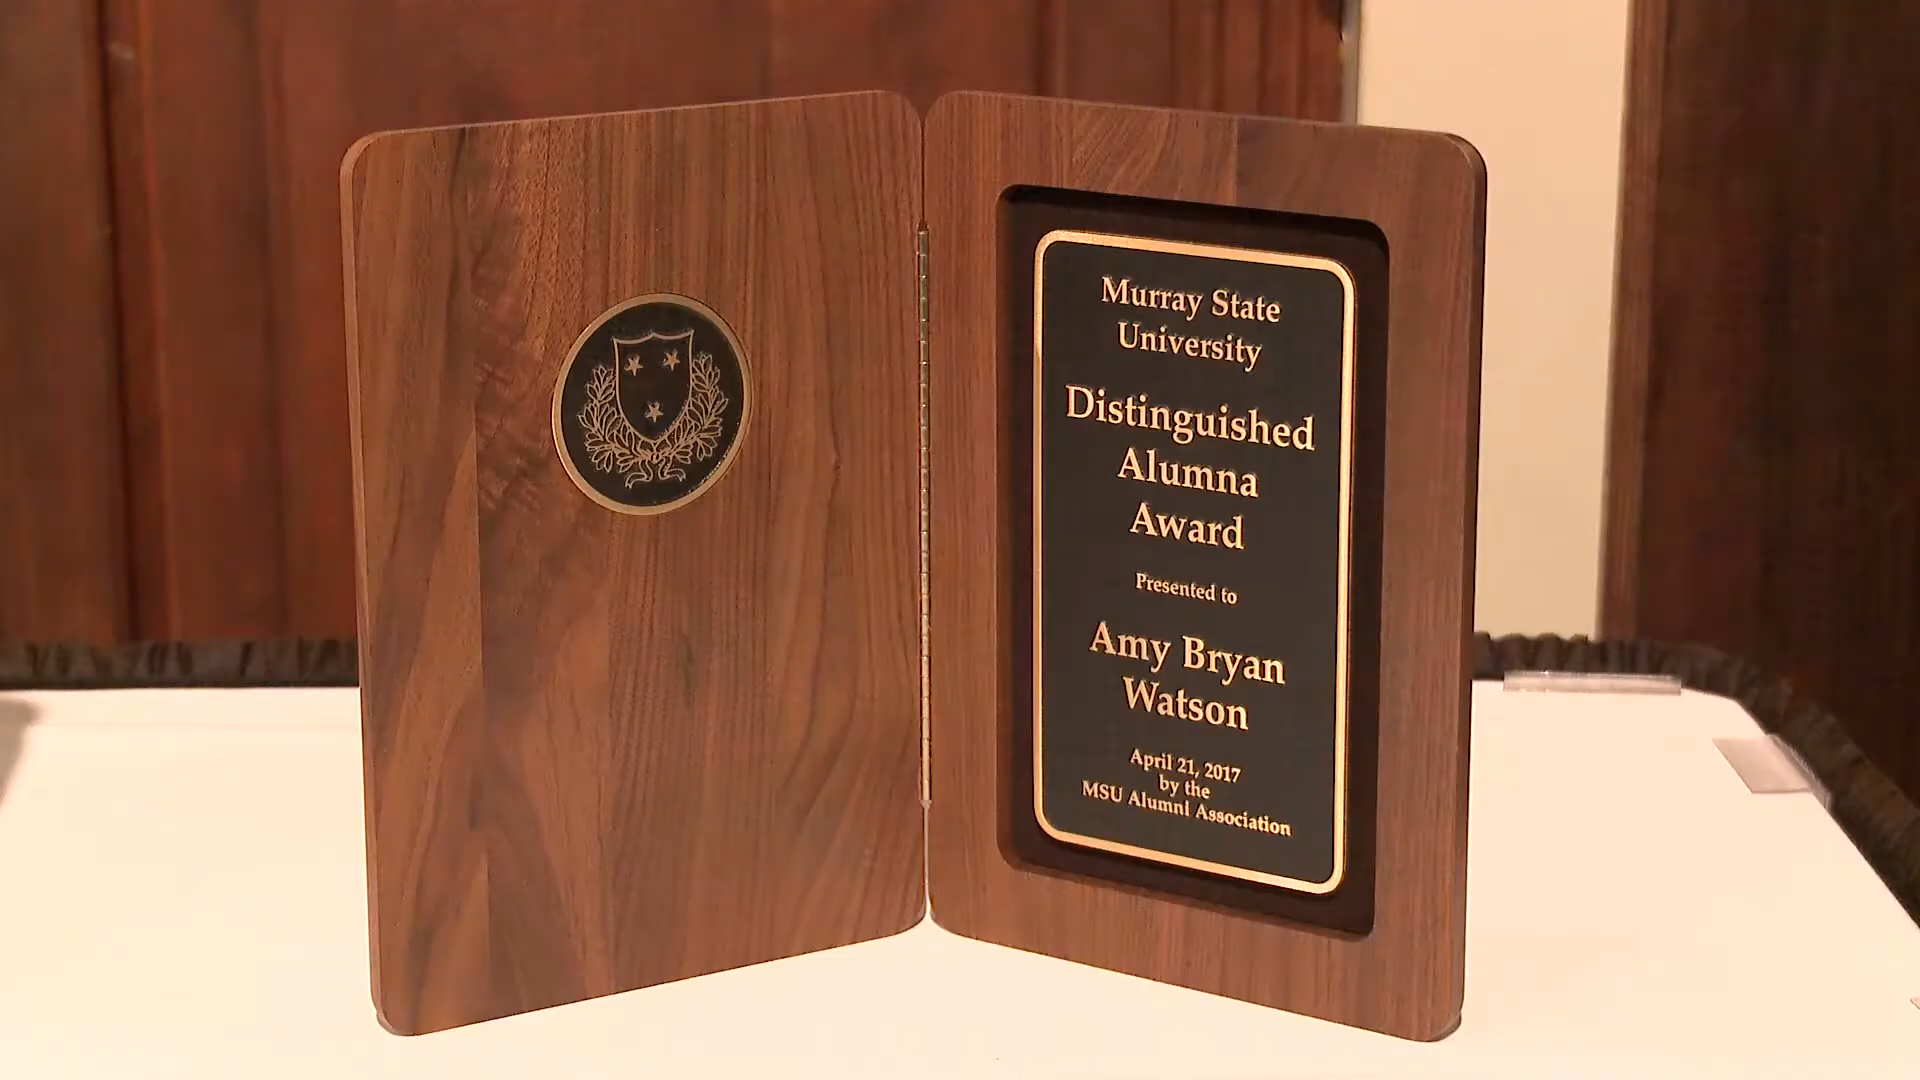 Murray State
University
Distinguished
Alumna
Award
Presented to
Amy Bryan
Watson
April 21, 2017
by the
MSU Alumni Association